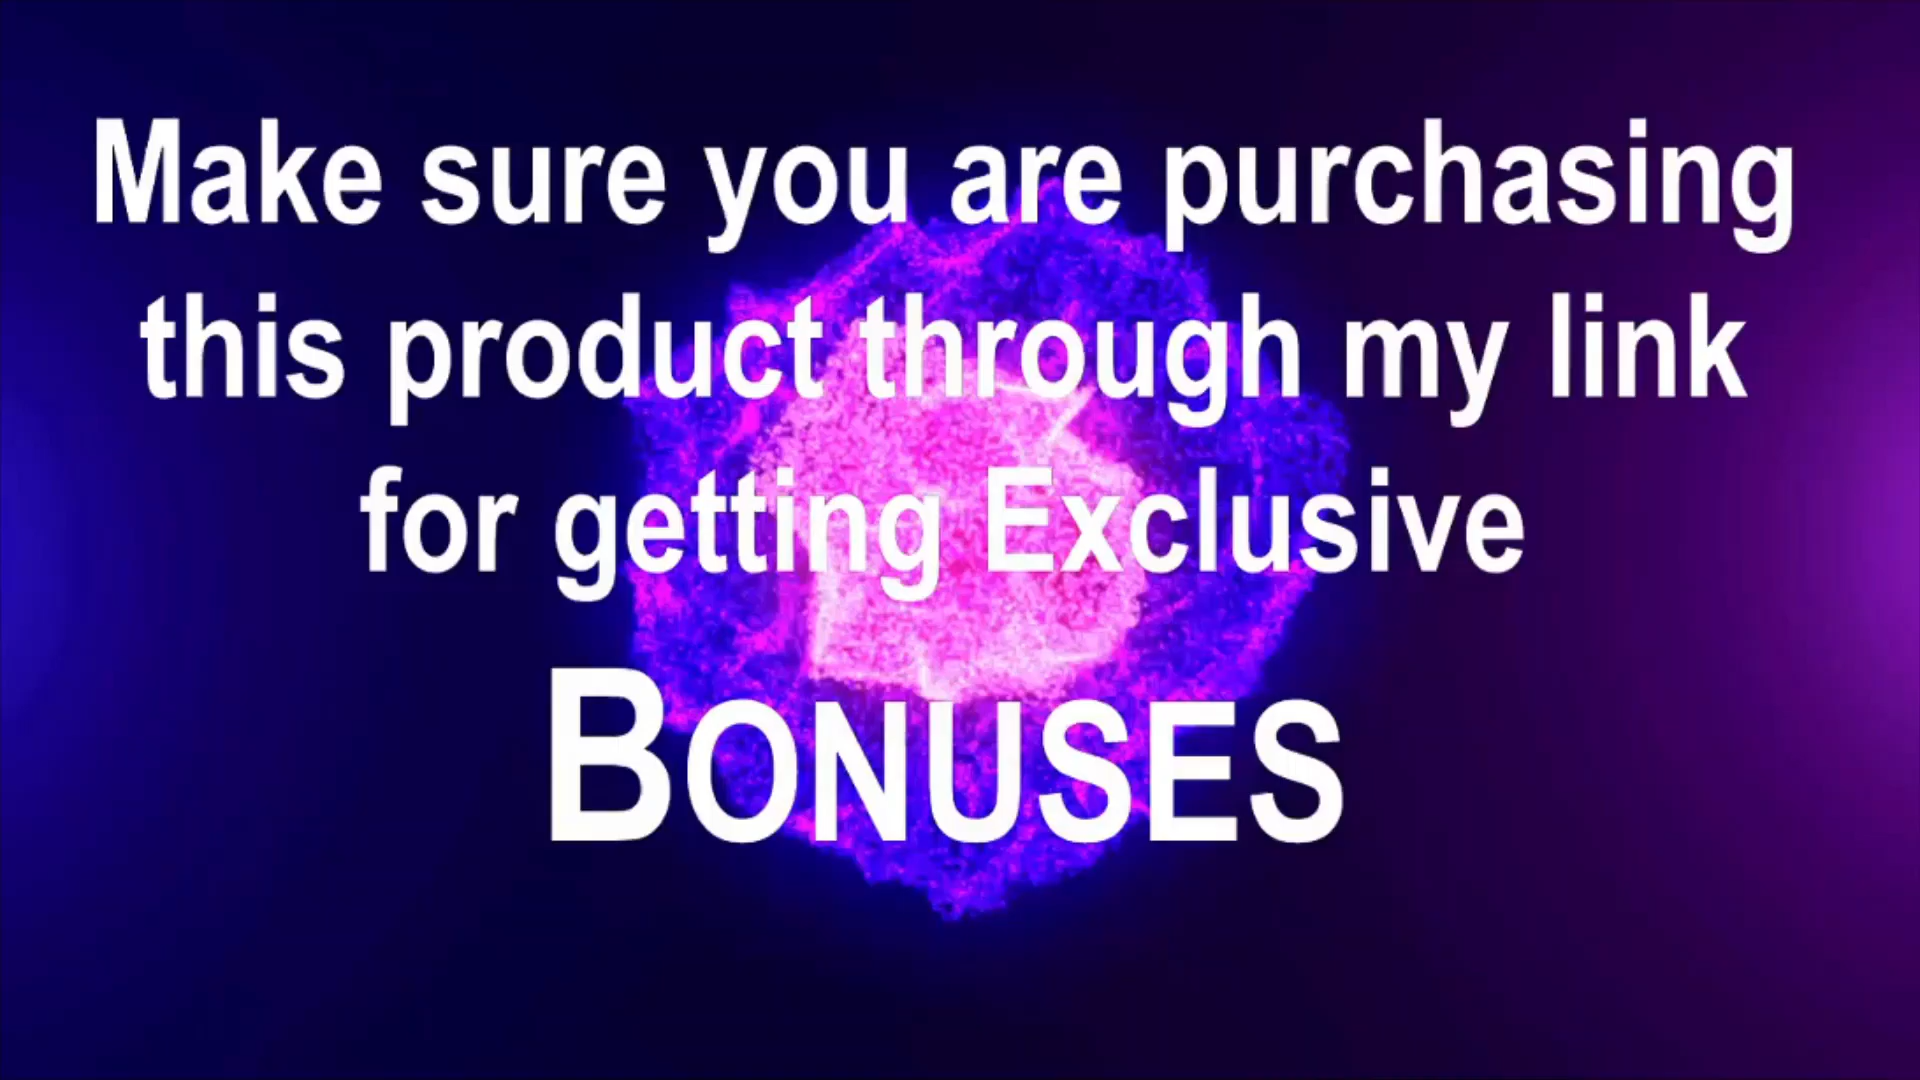 Make sure you are purchasing
this product through my link
for getting Exclusive
BONUSES